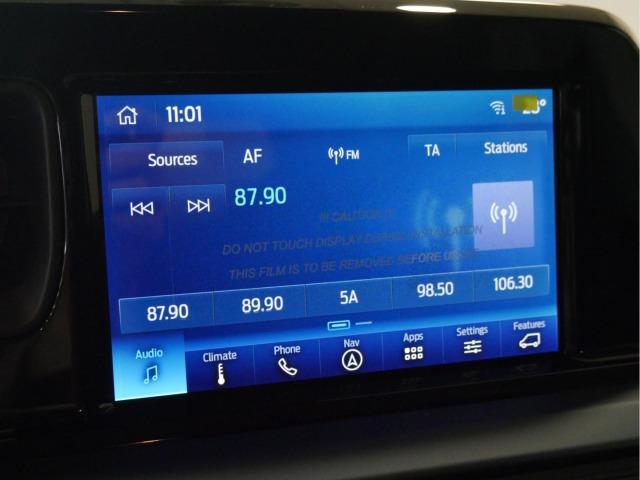 11:01
Sources AF FM TA Stations
87.90
!!! CAUTION !!!
DO NOT TOUCH DISPLAY DURING INSTALLATION
THIS FILM IS TO BE REMOVED BEFORE
87.90 89.90 5A 98.50 106.30
Audio Climate Phone Nav Apps Settings Features